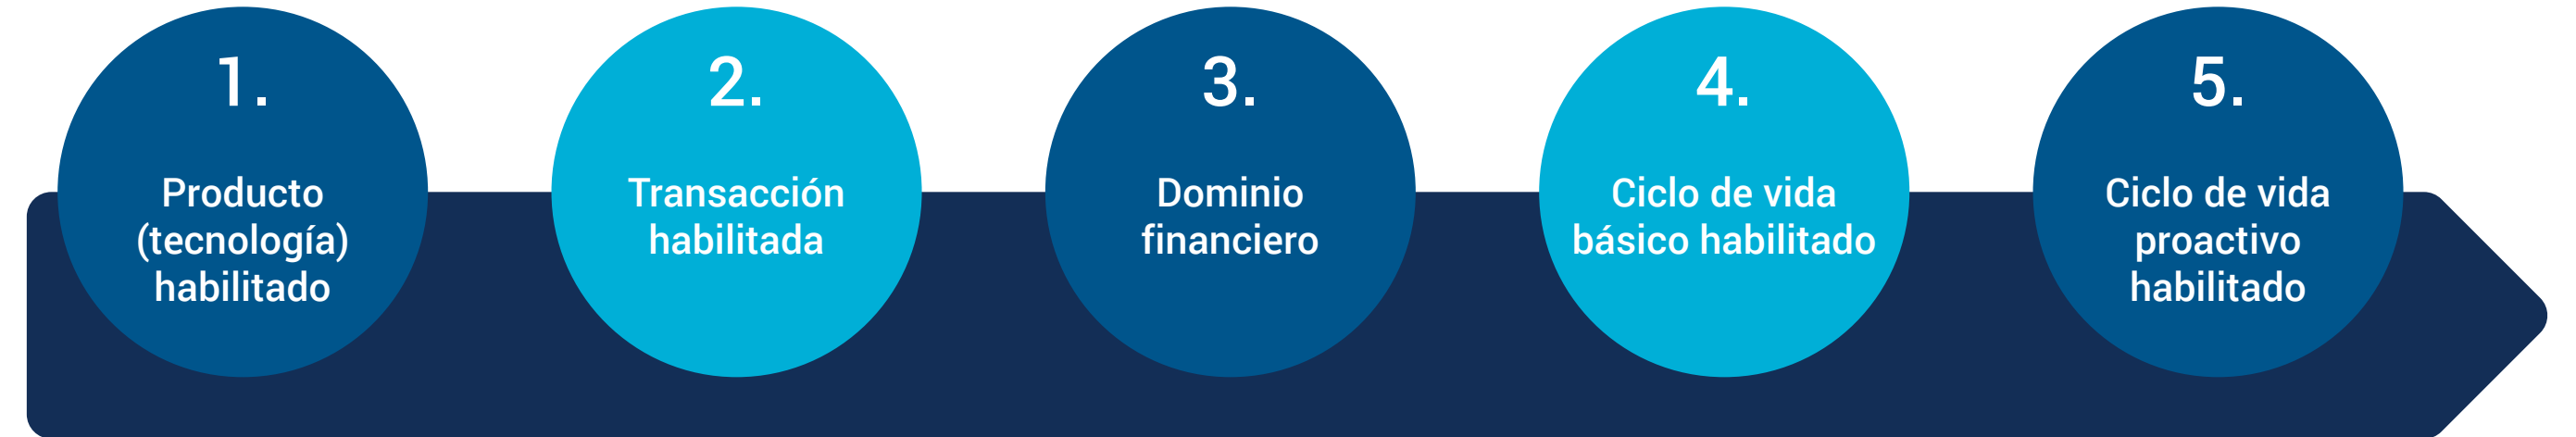 1.
Producto
(tecnología)
habilitado
2.
Transacción
habilitada
3.
Dominio
financiero
4.
Ciclo de vida
básico habilitado
5.
Ciclo de vida
proactivo
habilitado